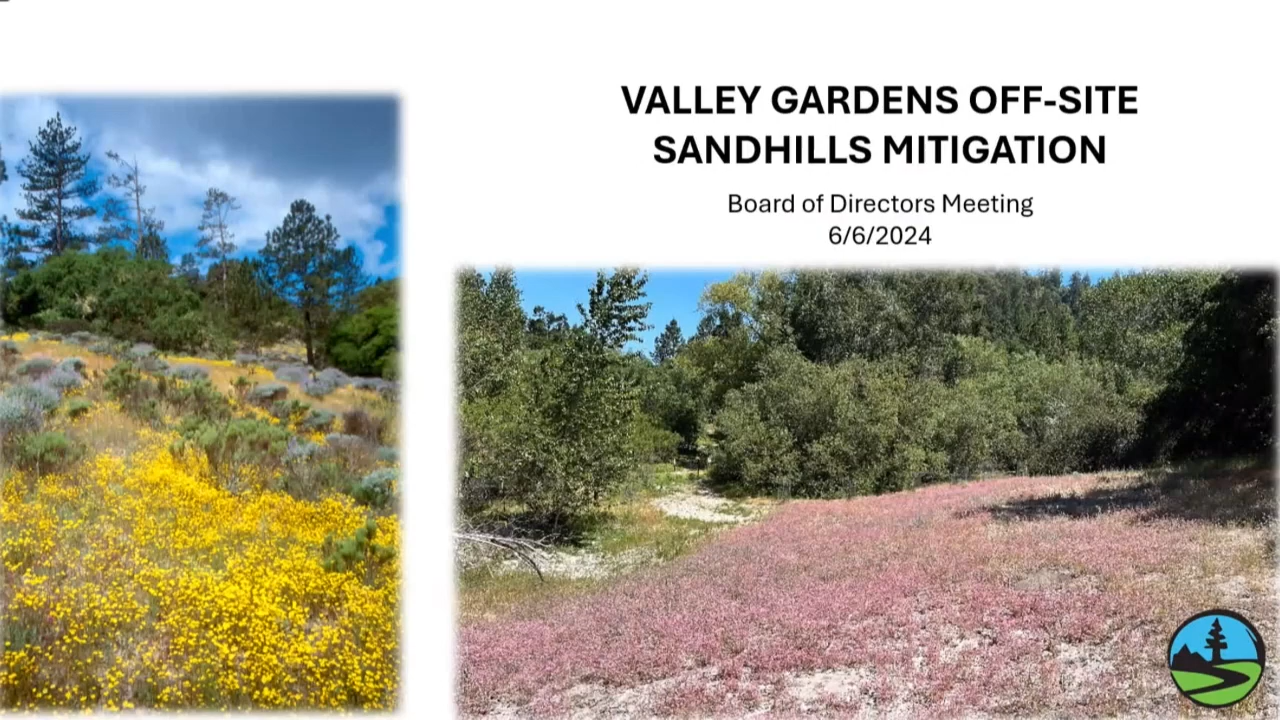 VALLEY GARDENS OFF-SITE
SANDHILLS MITIGATION
Board of Directors Meeting
6/6/2024